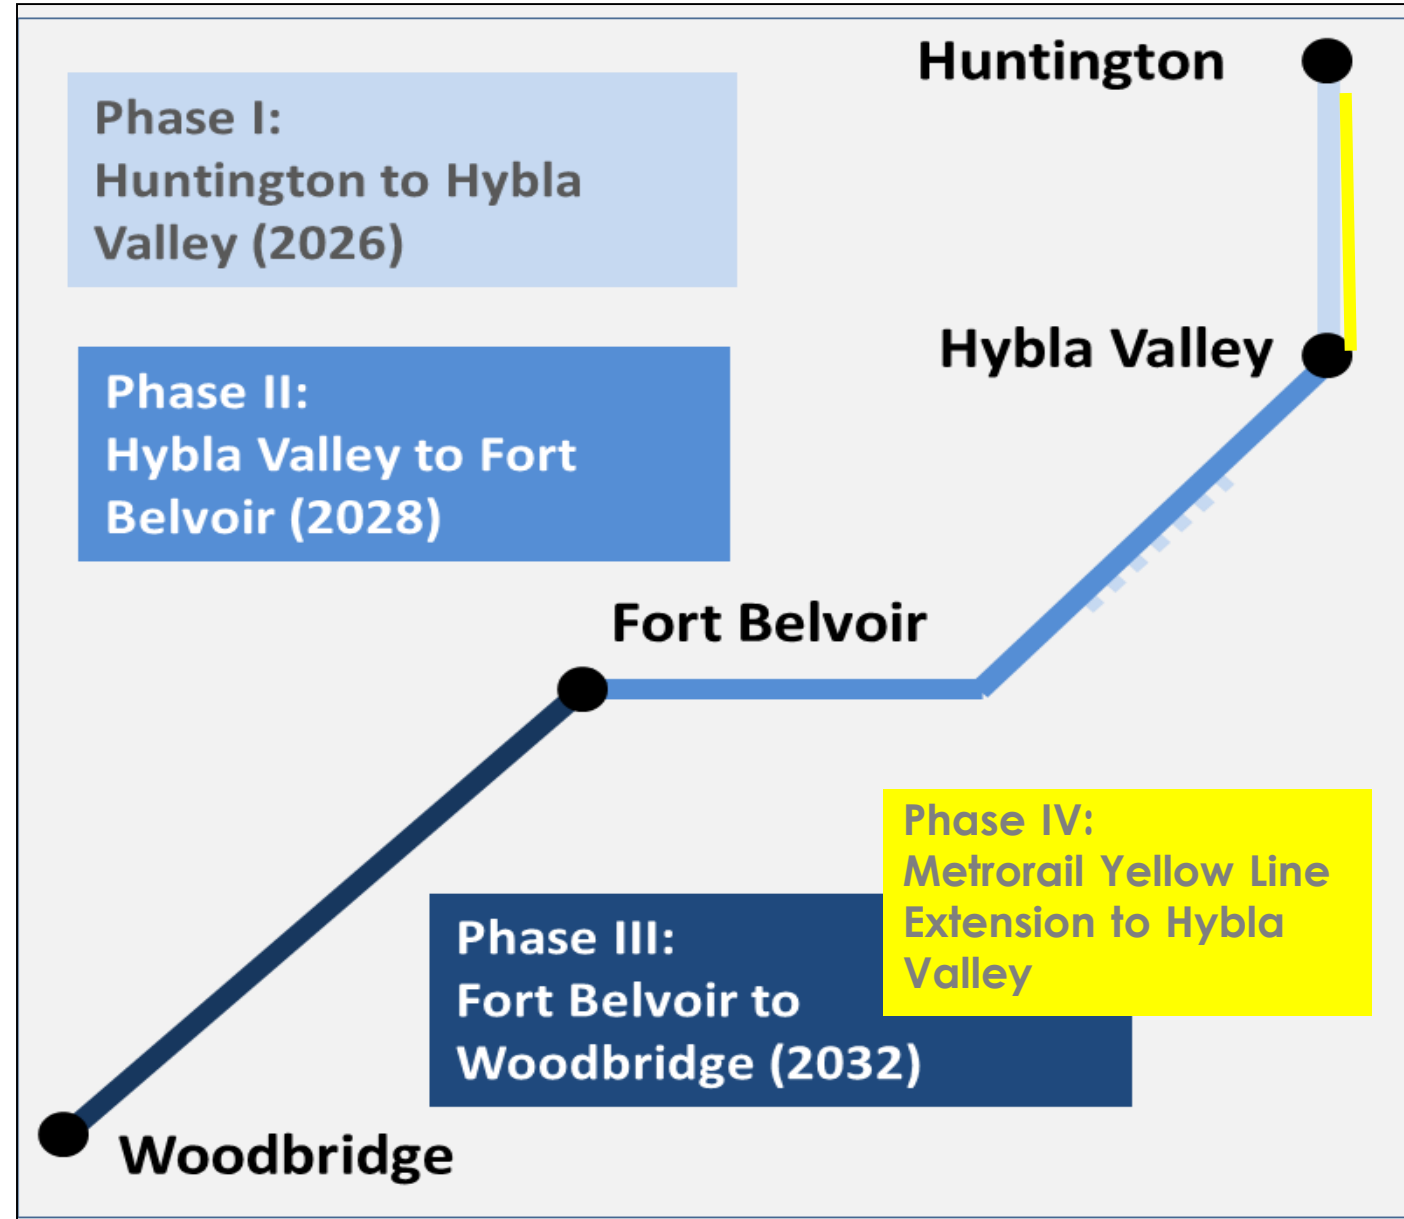 Huntington
Phase I:
Huntington to Hybla
Valley (2026)
Hybla Valley
Phase II:
Hybla Valley to Fort
Belvoir (2028)
Fort Belvoir
Phase IV:
Metrorail Yellow Line
Extension to Hybla
Valley
Phase III:
Fort Belvoir to
Woodbridge (2032)
Woodbridge